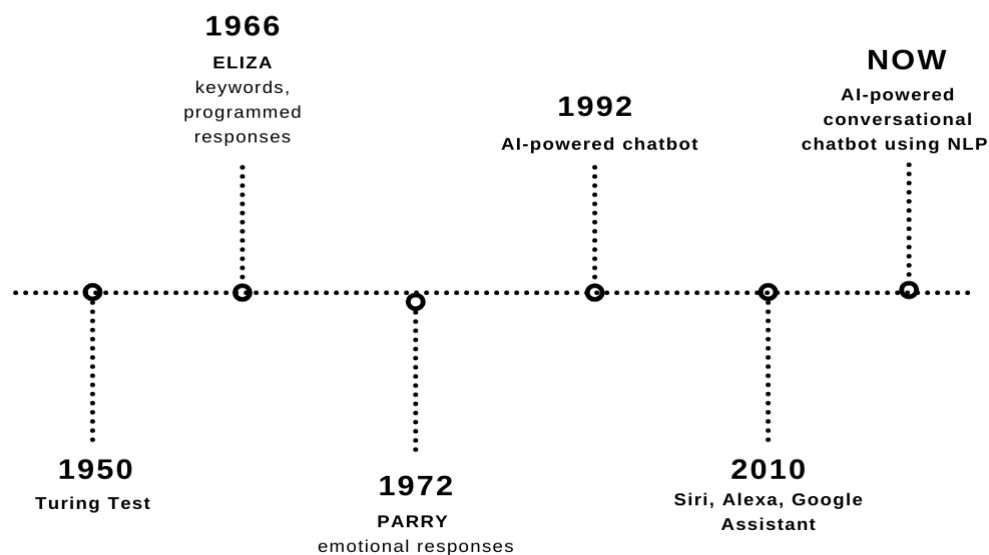 1966
ELIZA
keywords,
programmed
responses
1992
AI-powered chatbot
NOW
AI-powered
conversational
chatbot using NLP
1950
Turing Test
1972
PARRY
emotional responses
2010
Siri, Alexa, Google
Assistant